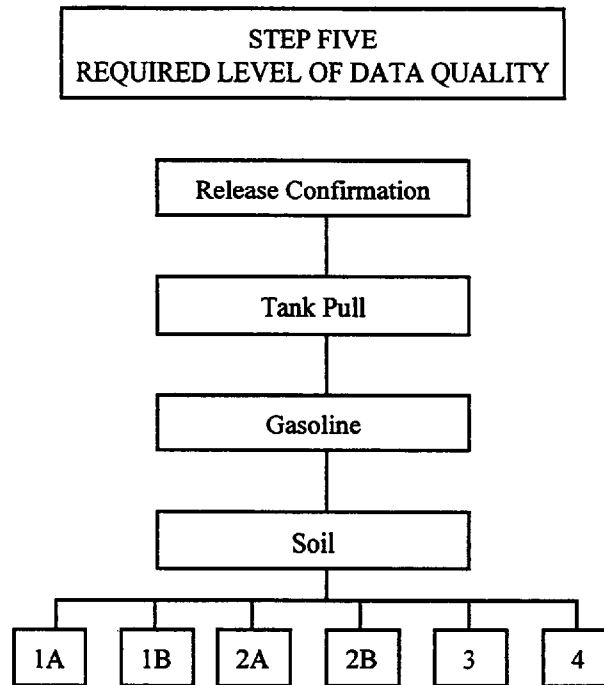 STEP FIVE
REQUIRED LEVEL OF DATA QUALITY
Release Confirmation
Tank Pull
Gasoline
Soil
1A 1B 2A 2B 3 4